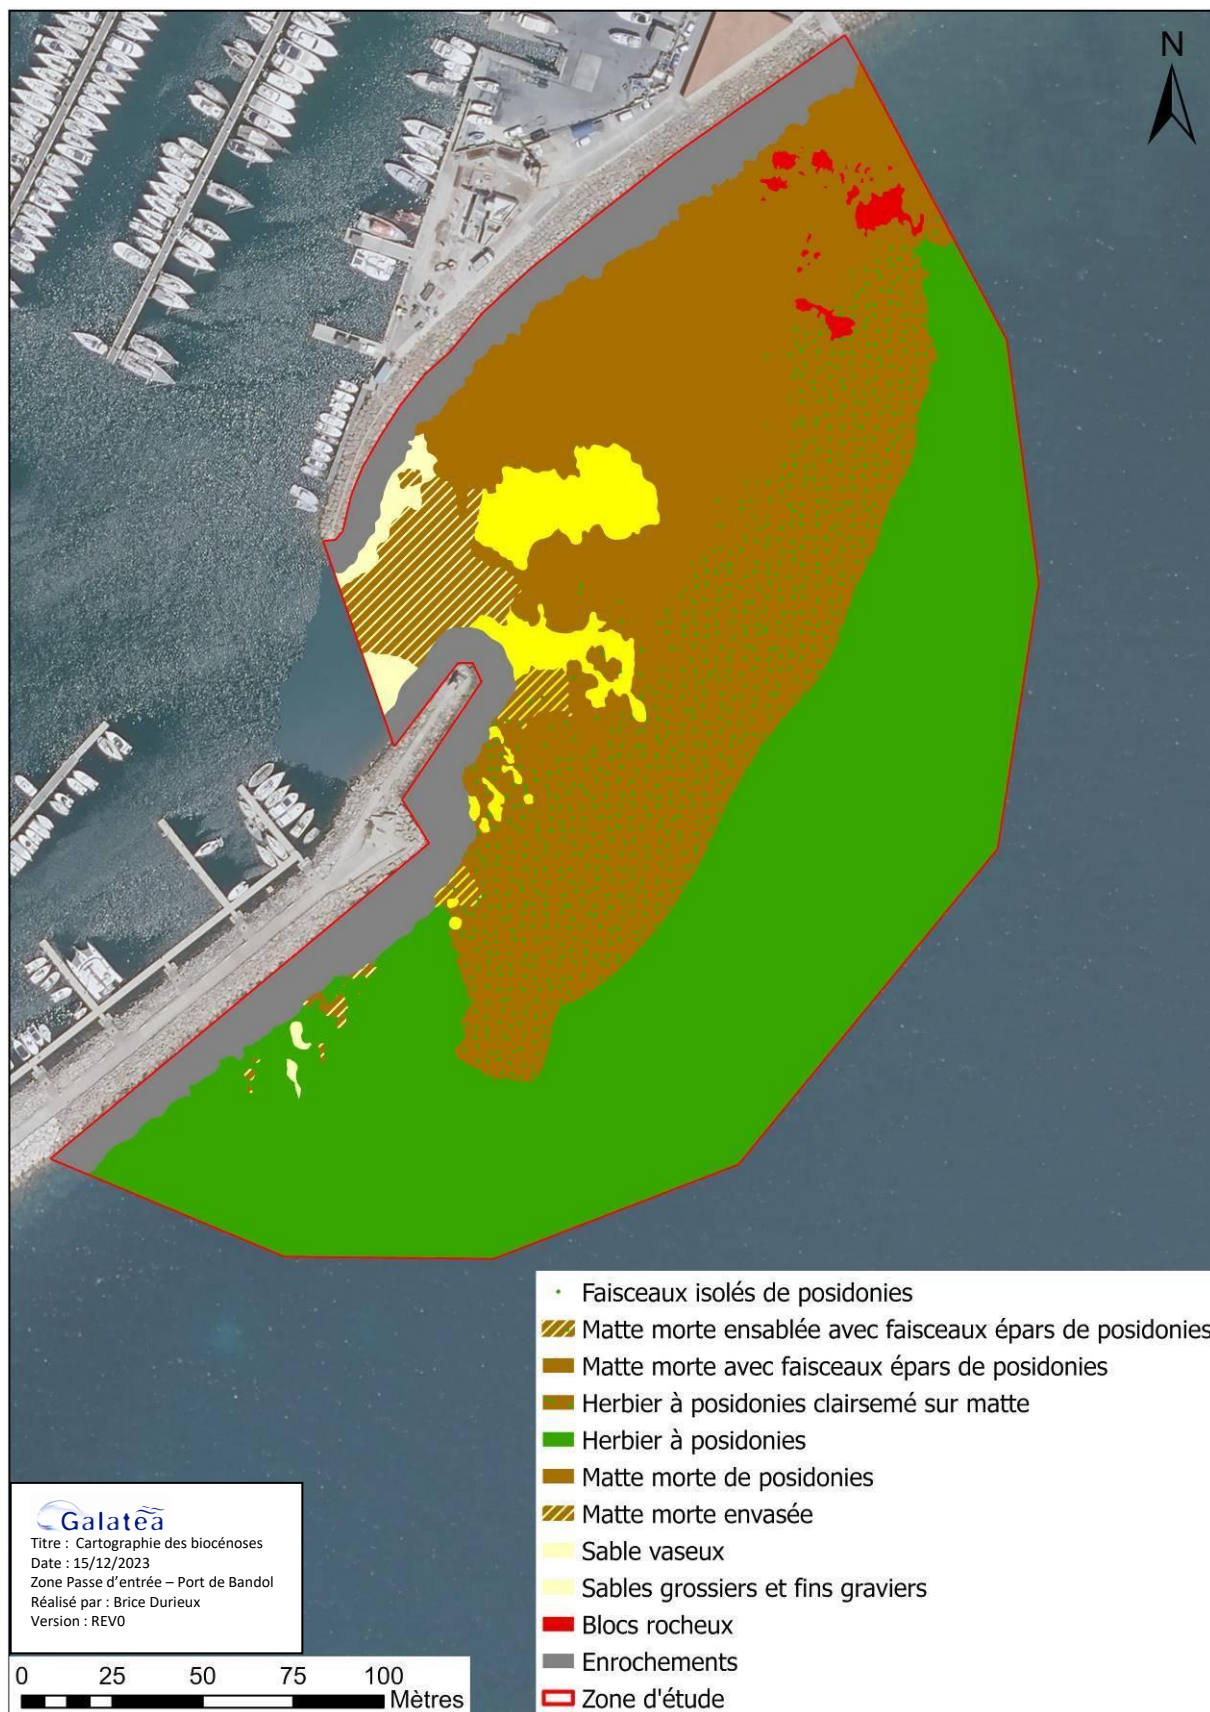 N
Faisceaux isolés de posidonies
Matte morte ensablée avec faisceaux épars de posidonies
Matte morte avec faisceaux épars de posidonies
Herbier à posidonies clairsemé sur matte
Herbier à posidonies
Matte morte de posidonies
Matte morte envasée
Sable vaseux
Sables grossiers et fins graviers
Blocs rocheux
Enrochements
Zone d'étude
Galatéa
Titre : Cartographie des biocénoses
Date : 15/12/2023
Zone Passe d'entrée – Port de Bandol
Réalisé par : Brice Durieux
Version : REV0
0 25 50 75 100
Mètres